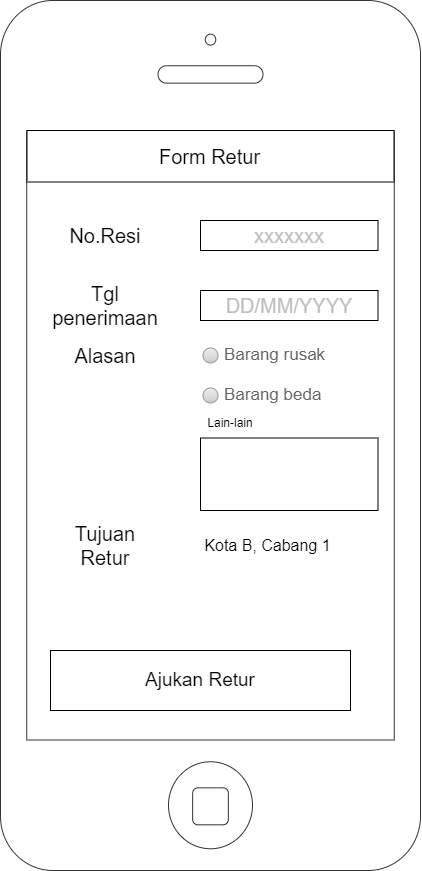 Form Retur
No.Resi
xxxxxxx
Tgl
penerimaan
DD/MM/YYYY
Alasan
Barang rusak
Barang beda
Lain-lain
Tujuan
Retur
Kota B, Cabang 1
Ajukan Retur